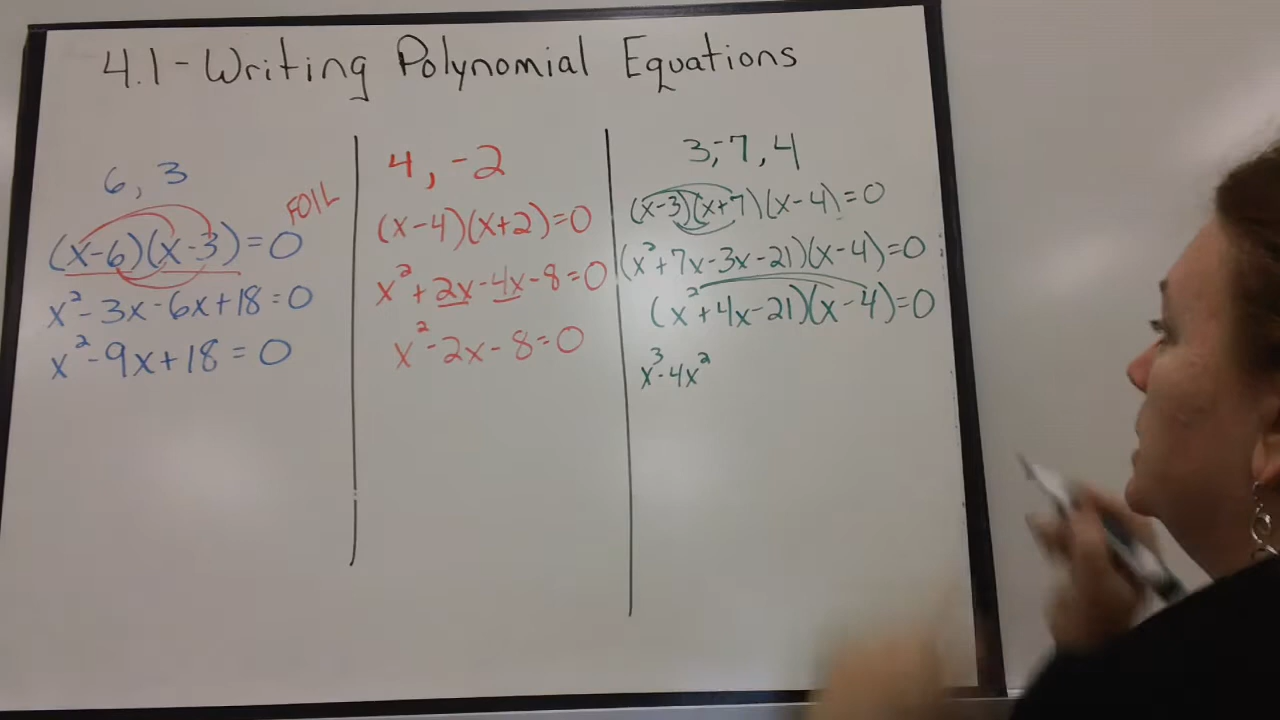 4.1 - Writing Polynomial Equations
6, 3
FOIL
(x-6)(x-3) = 0
x² - 3x - 6x + 18 = 0
x² - 9x + 18 = 0
4, -2
(x-4)(x+2)=0
x² + 2x - 4x - 8 = 0
x² - 2x - 8 = 0
3, -7, 4
(x-3)(x+7)(x-4)=0
(x²+7x-3x-21)(x-4)=0
(x²+4x-21)(x-4)=0
x³-4x²